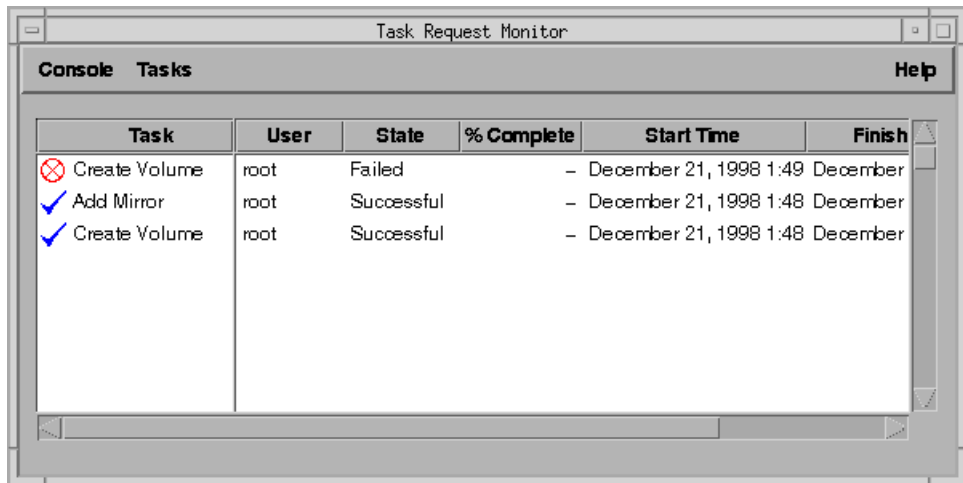 Task Request Monitor
Console Tasks Help
Task User State % Complete Start Time Finish
Create Volume root Failed – December 21, 1998 1:49 December
Add Mirror root Successful – December 21, 1998 1:48 December
Create Volume root Successful – December 21, 1998 1:48 December